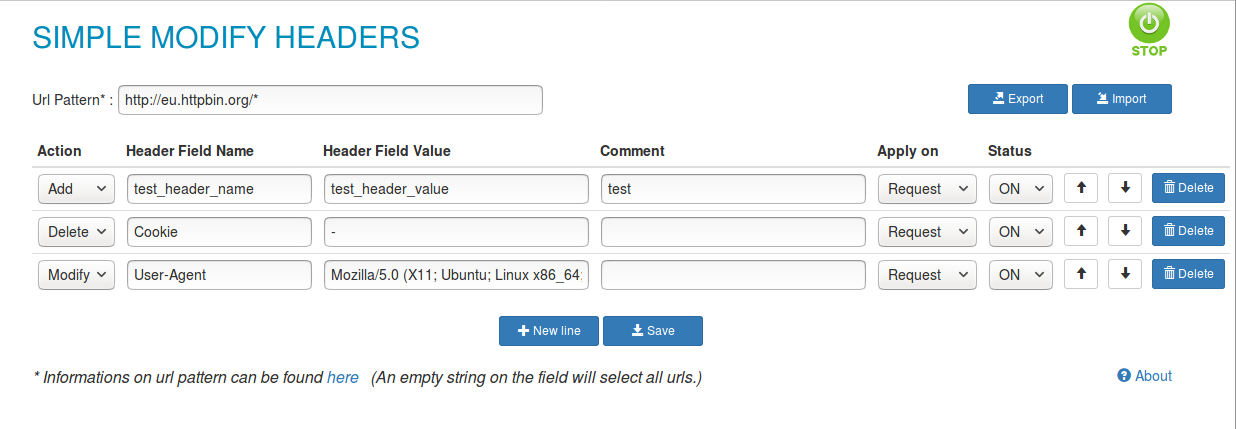 SIMPLE MODIFY HEADERS
STOP
Url Pattern* : http://eu.httpbin.org/* Export Import
Action Header Field Name Header Field Value Comment Apply on Status
Add test_header_name test_header_value test Request ON Delete
Delete Cookie - Request ON Delete
Modify User-Agent Mozilla/5.0 (X11; Ubuntu; Linux x86_64; Request ON Delete
New line Save
* Informations on url pattern can be found here (An empty string on the field will select all urls.) About